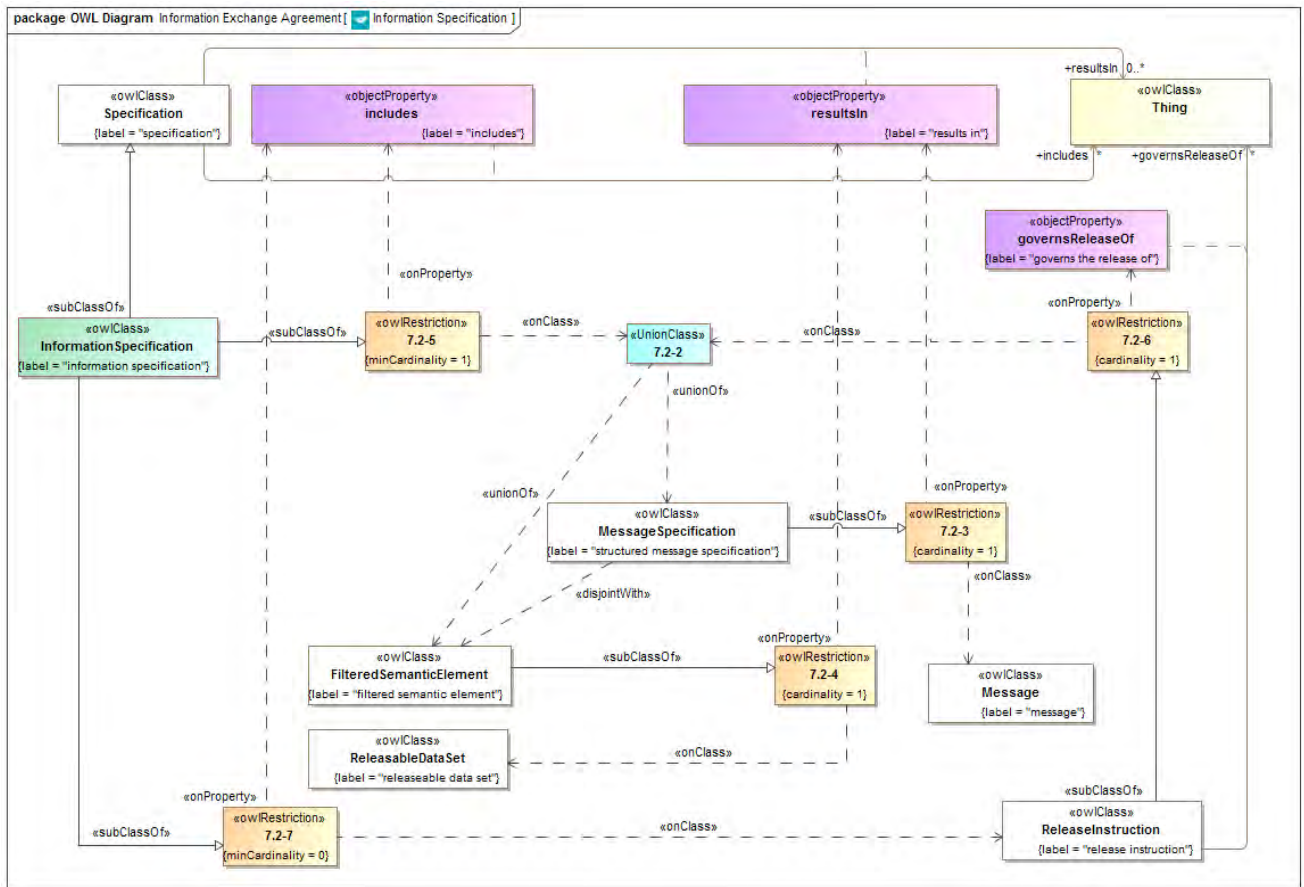 package OWL Diagram Information Exchange Agreement [ Information Specification ]
+resultsIn 0..*
«owlClass»
Specification
{label = "specification"}
«objectProperty»
includes
{label = "includes"}
«objectProperty»
resultsIn
{label = "results in"}
«owlClass»
Thing
+includes *
+governsReleaseOf *
«objectProperty»
governsReleaseOf
{label = "governs the release of"}
«onProperty»
«onProperty»
«subClassOf»
«owlClass»
InformationSpecification
{label = "information specification"}
«subClassOf»
«owlRestriction»
7.2-5
{minCardinality = 1}
«onClass»
«UnionClass»
7.2-2
«onClass»
«owlRestriction»
7.2-6
{cardinality = 1}
«unionOf»
«unionOf»
«onProperty»
«owlClass»
MessageSpecification
{label = "structured message specification"}
«subClassOf»
«owlRestriction»
7.2-3
{cardinality = 1}
«onClass»
«disjointWith»
«onProperty»
«owlClass»
FilteredSemanticElement
{label = "filtered semantic element"}
«subClassOf»
«owlRestriction»
7.2-4
{cardinality = 1}
«owlClass»
Message
{label = "message"}
«owlClass»
ReleasableDataSet
{label = "releaseable data set"}
«onClass»
«onProperty»
«subClassOf»
«subClassOf»
«owlRestriction»
7.2-7
{minCardinality = 0}
«onClass»
«owlClass»
ReleaseInstruction
{label = "release instruction"}